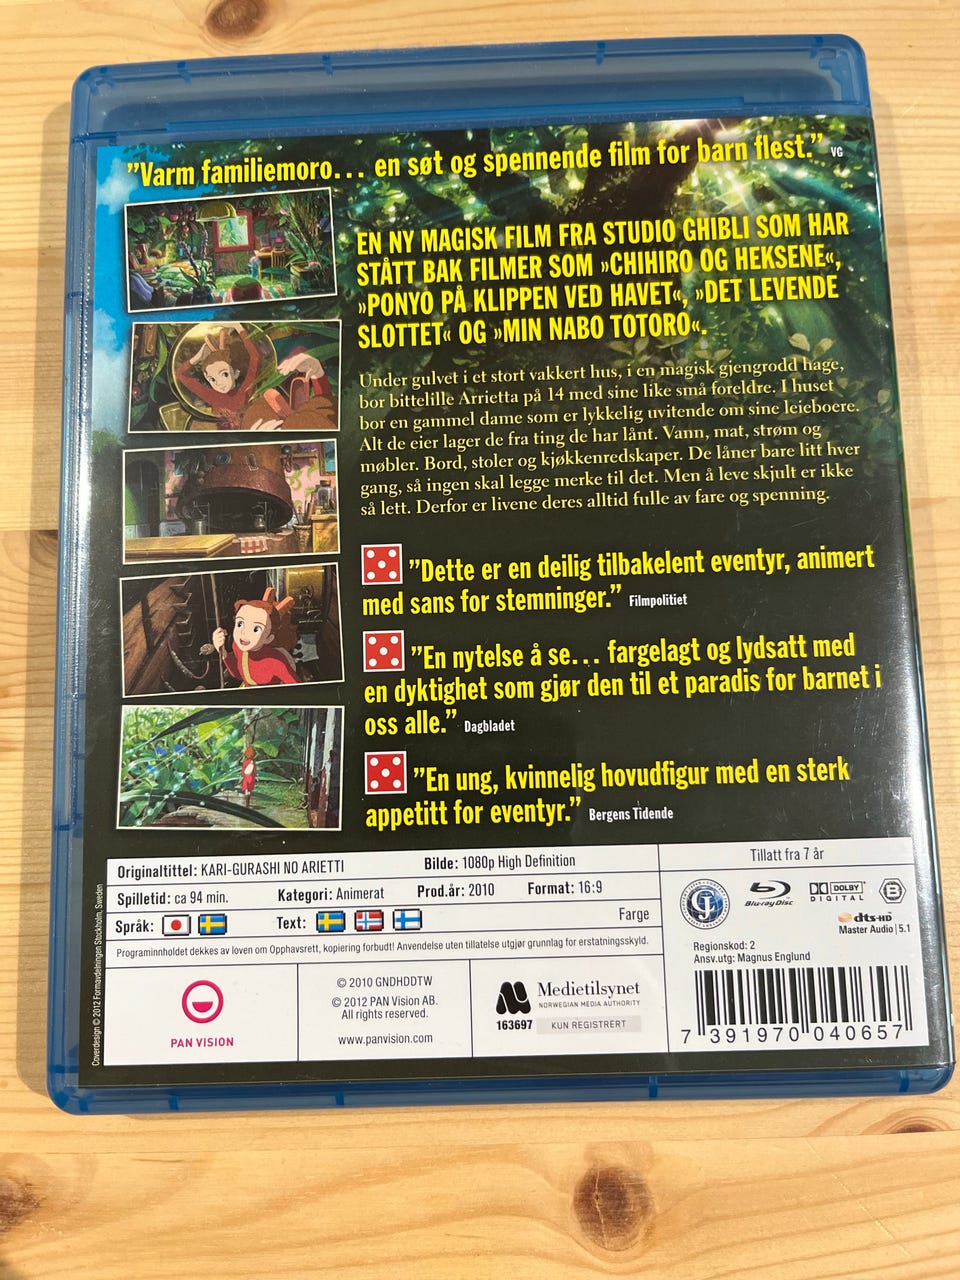 ”Varm familiemoro... en søt og spennende film for barn flest.” VG
EN NY MAGISK FILM FRA STUDIO GHIBLI SOM HAR
STÅTT BAK FILMER SOM »CHIHIRO OG HEKSENE«,
»PONYO PÅ KLIPPEN VED HAVET«, »DET LEVENDE
SLOTTET« OG »MIN NABO TOTORO«.
Under gulvet i et stort vakkert hus, i en magisk gjengrodd hage,
bor bittelille Arrietta på 14 med sine like små foreldre. I huset
bor en gammel dame som er lykkelig uvitende om sine leieboere.
Alt de eier lager de fra ting de har lånt. Vann, mat, strøm og
møbler. Bord, stoler og kjøkkenredskaper. De låner bare litt hver
gang, så ingen skal legge merke til det. Men å leve skjult er ikke
så lett. Derfor er livene deres alltid fulle av fare og spenning.
”Dette er en deilig tilbakelent eventyr, animert
med sans for stemninger.” Filmpolitiet
”En nytelse å se... fargelagt og lydsatt med
en dyktighet som gjør den til et paradis for barnet i
oss alle.” Dagbladet
”En ung, kvinnelig hovudfigur med en sterk
appetitt for eventyr.” Bergens Tidende
Originaltittel: KARI-GURASHI NO ARIETTI
Bilde: 1080p High Definition
Spilletid: ca 94 min.
Kategori: Animerat
Prod.år: 2010
Format: 16:9
Språk:
Text:
Farge
Programinnholdet dekkes av loven om Opphavsrett, kopiering forbudt! Anvendelse uten tillatelse utgjør grunnlag for erstatningsskyld.
PAN VISION
© 2010 GNDHDDTW
© 2012 PAN Vision AB.
All rights reserved.
www.panvision.com
Medietilsynet
NORWEGIAN MEDIA AUTHORITY
163697 KUN REGISTRERT
Tillatt fra 7 år
Blu-ray Disc
DOLBY
DIGITAL
B
dts-HD
Master Audio | 5.1
Regionskod: 2
Ansv.utg: Magnus Englund
7 391970 040657
Coverdesign © 2012 Formavdelningen Stockholm, Sweden